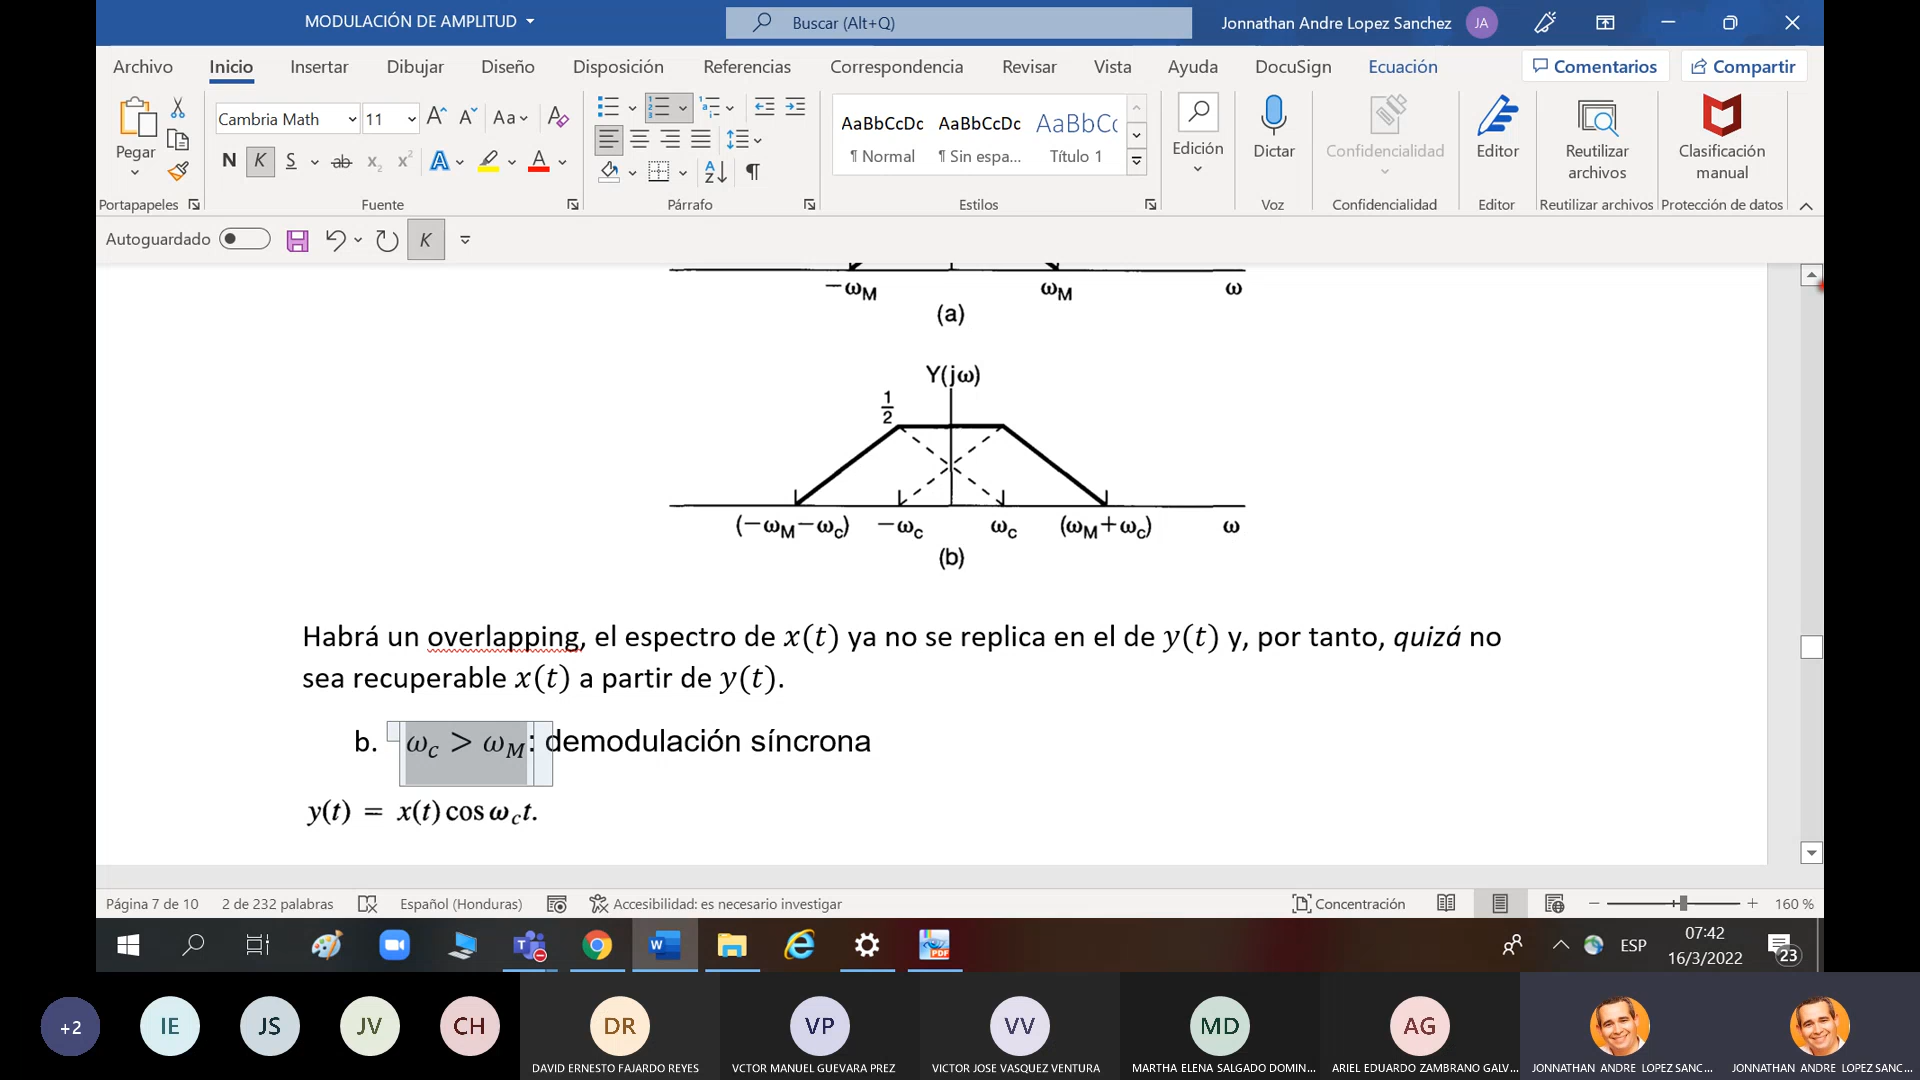 MODULACIÓN DE AMPLITUD
Buscar (Alt+Q)
Jonnathan Andre Lopez Sanchez
JA
Archivo
Inicio
Insertar
Dibujar
Diseño
Disposición
Referencias
Correspondencia
Revisar
Vista
Ayuda
DocuSign
Ecuación
Comentarios
Compartir
Pegar
Cambria Math
11
N K S ab x₂ x² A A
AaBbCcDc
¶ Normal
AaBbCcDc
¶ Sin espa...
AaBbCc
Título 1
Edición
Dictar
Confidencialidad
Editor
Reutilizar archivos
Clasificación manual
Portapapeles
Fuente
Párrafo
Estilos
Voz
Confidencialidad
Editor
Reutilizar archivos
Protección de datos
Autoguardado
K
−ωM ωM ω
(a)
Y(jω)
1/2
(−ωM−ωc) −ωc ωc (ωM+ωc) ω
(b)
Habrá un overlapping, el espectro de x(t) ya no se replica en el de y(t) y, por tanto, quizá no
sea recuperable x(t) a partir de y(t).
b. ωc > ωM: demodulación síncrona
y(t) = x(t) cos ωct.
Página 7 de 10
2 de 232 palabras
Español (Honduras)
Accesibilidad: es necesario investigar
Concentración
160 %
ESP
07:42
16/3/2022
23
+2
IE
JS
JV
CH
DR
DAVID ERNESTO FAJARDO REYES
VP
VCTOR MANUEL GUEVARA PREZ
VV
VICTOR JOSE VASQUEZ VENTURA
MD
MARTHA ELENA SALGADO DOMIN...
AG
ARIEL EDUARDO ZAMBRANO GALV...
JONNATHAN ANDRE LOPEZ SANC...
JONNATHAN ANDRE LOPEZ SANC...